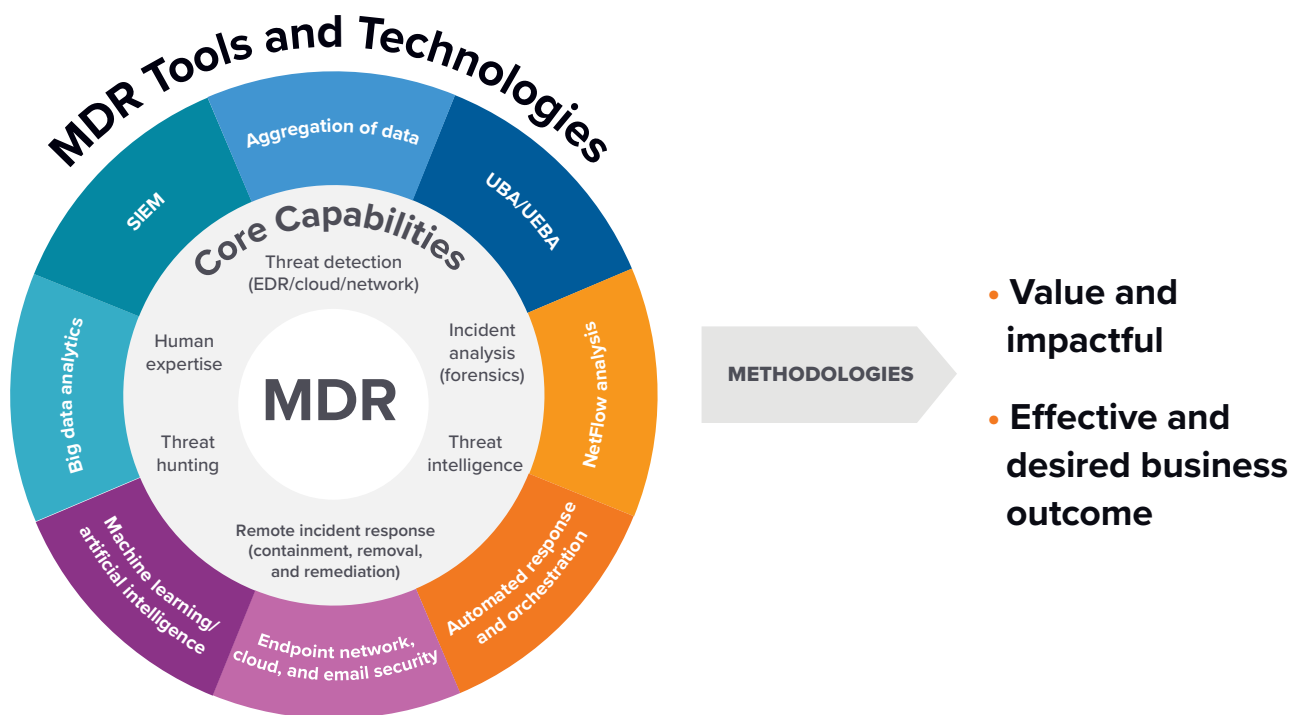 MDR Tools and Technologies
Aggregation of data
UBA/UEBA
NetFlow analysis
Automated response
and orchestration
Endpoint network,
cloud, and email security
Machine learning/
artificial intelligence
Big data analytics
SIEM
Core Capabilities
Threat detection
(EDR/cloud/network)
Incident
analysis
(forensics)
Threat
intelligence
Remote incident response
(containment, removal,
and remediation)
Threat
hunting
Human
expertise
MDR
METHODOLOGIES
• Value and
impactful
• Effective and
desired business
outcome